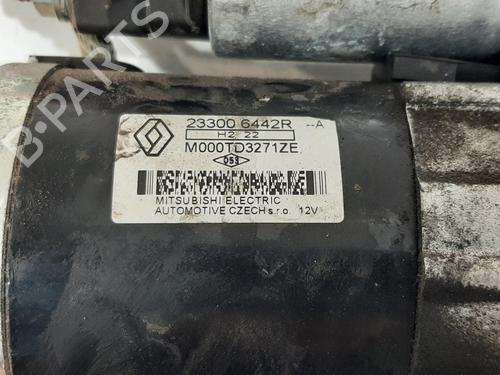 B-PARTS
23300 6442R --A
H2 22
M000TD3271ZE
DSS
MITSUBISHI ELECTRIC
AUTOMOTIVE CZECH s.r.o. 12V